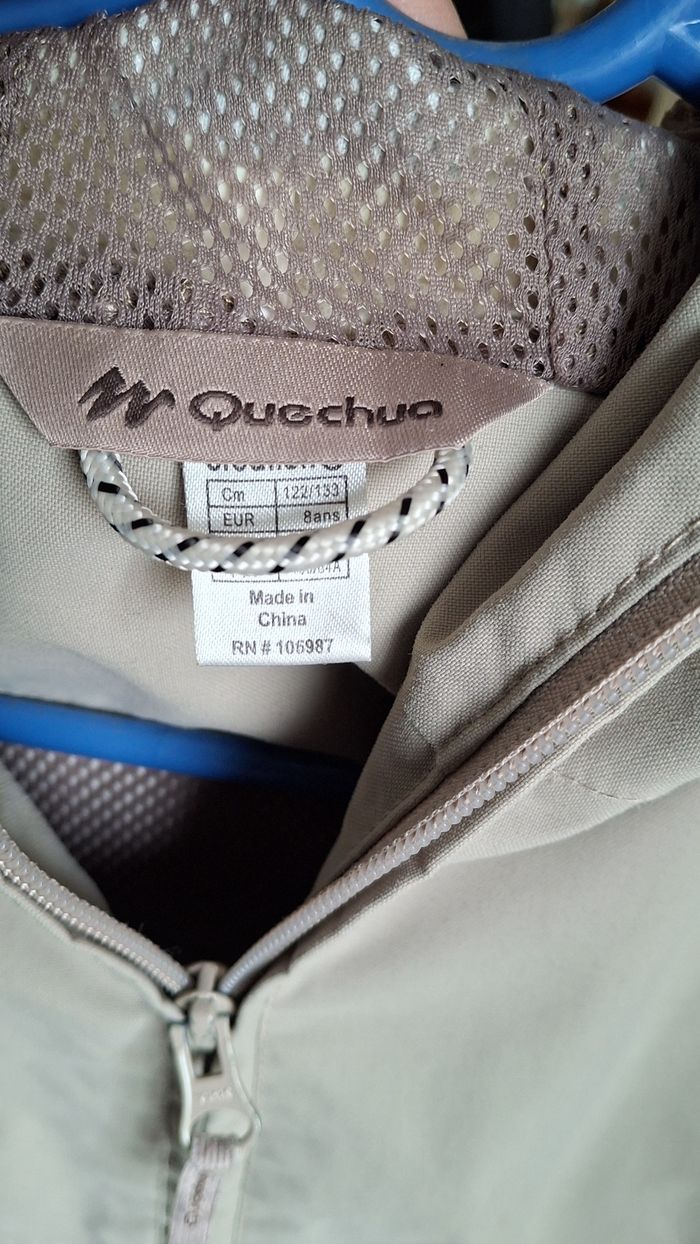 Quechua
Cm 122/133
EUR 8ans
Made in
China
RN # 106987